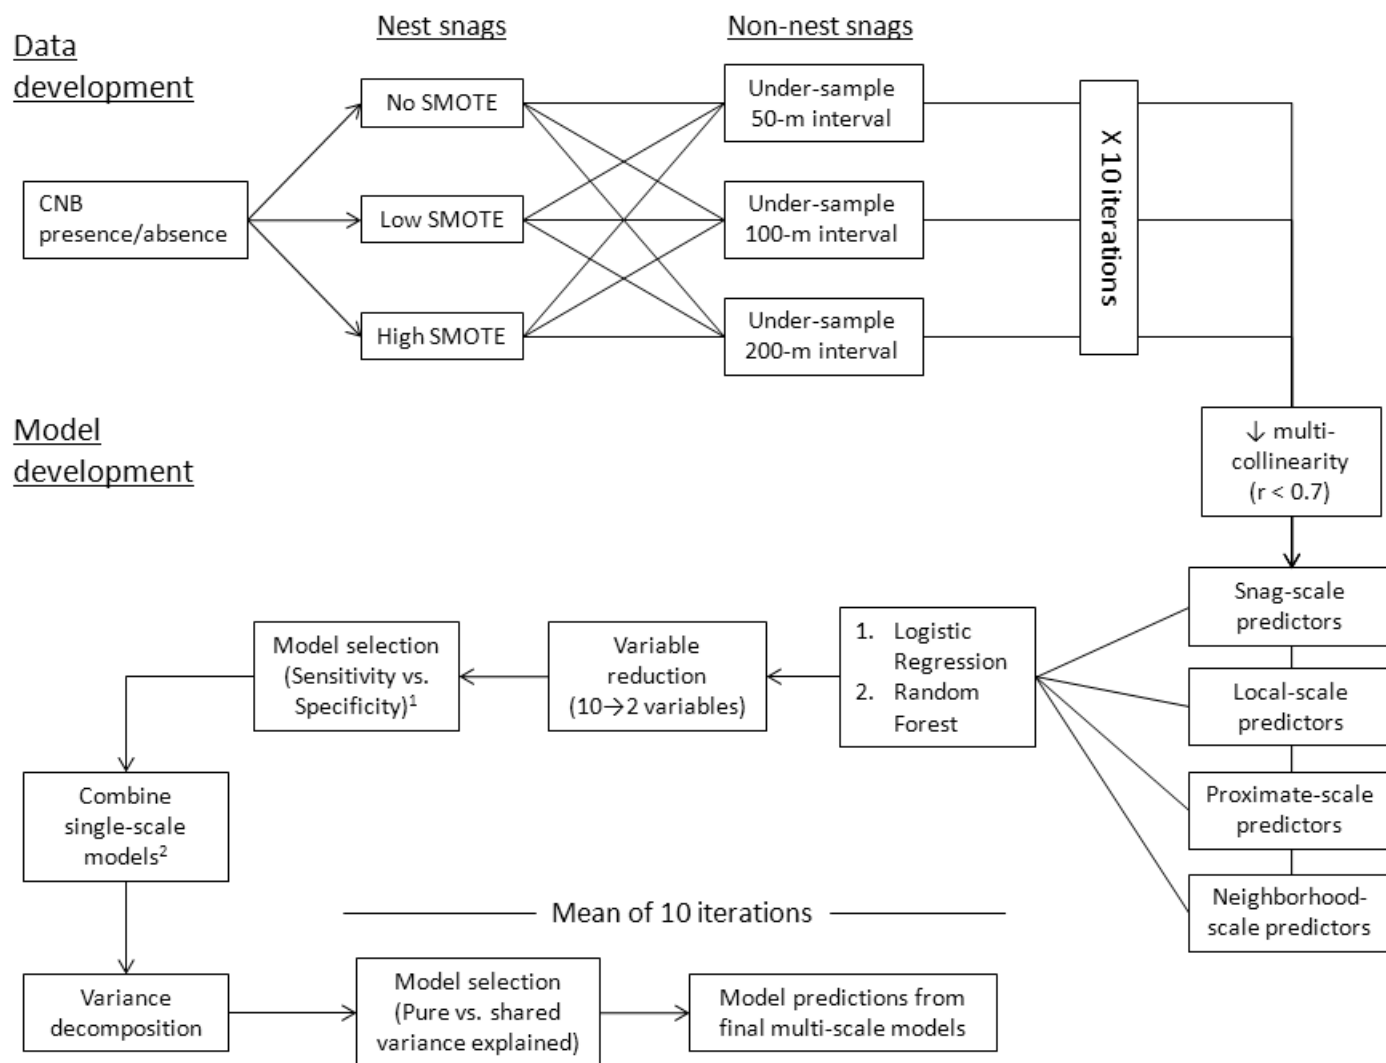 Data
development
Nest snags
Non-nest snags
CNB
presence/absence
No SMOTE
Low SMOTE
High SMOTE
Under-sample
50-m interval
Under-sample
100-m interval
Under-sample
200-m interval
X 10 iterations
Model
development
↓ multi-
collinearity
(r < 0.7)
Snag-scale
predictors
Local-scale
predictors
Proximate-scale
predictors
Neighborhood-
scale predictors
1. Logistic
Regression
2. Random
Forest
Variable
reduction
(10→2 variables)
Model selection
(Sensitivity vs.
Specificity)¹
Combine
single-scale
models²
Variance
decomposition
Mean of 10 iterations
Model selection
(Pure vs. shared
variance explained)
Model predictions from
final multi-scale models